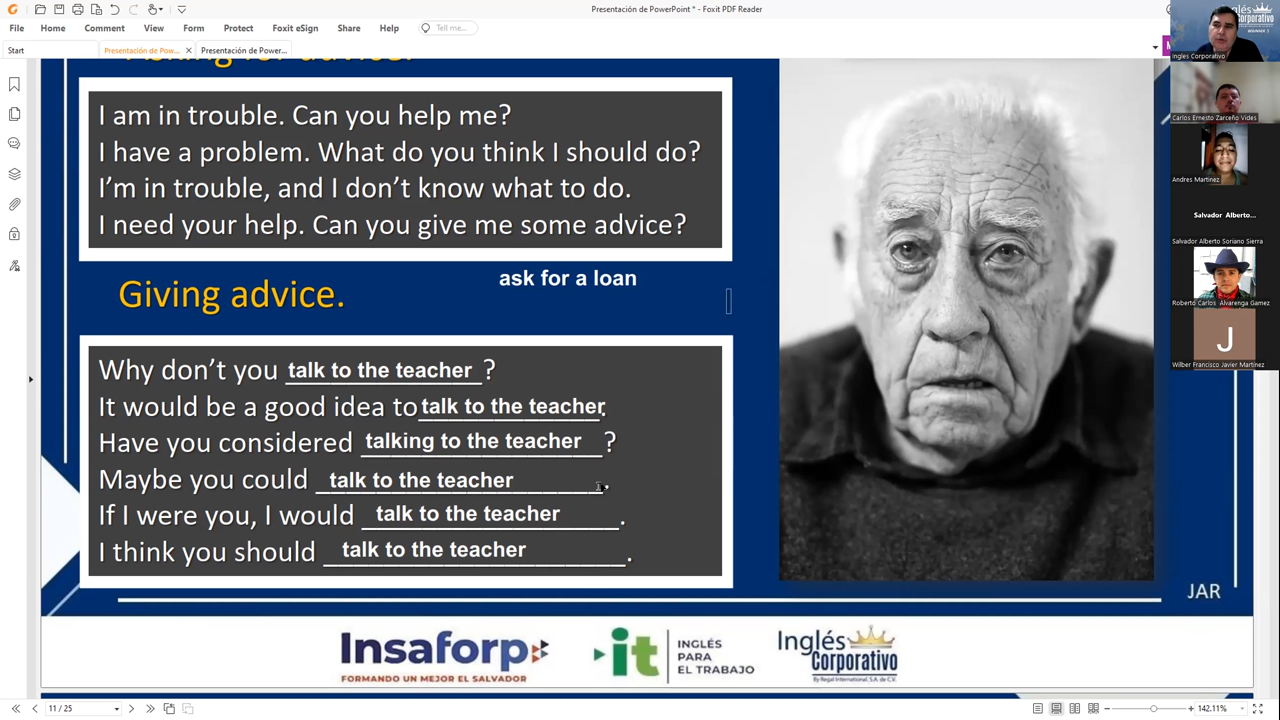 Presentación de PowerPoint * - Foxit PDF Reader
File Home Comment View Form Protect Foxit eSign Share Help Tell me...
Start Presentación de Pow... Presentación de Power...
Asking for advice.
I am in trouble. Can you help me?
I have a problem. What do you think I should do?
I'm in trouble, and I don't know what to do.
I need your help. Can you give me some advice?
ask for a loan
Giving advice.
Why don't you talk to the teacher?
It would be a good idea to talk to the teacher.
Have you considered talking to the teacher?
Maybe you could talk to the teacher.
If I were you, I would talk to the teacher.
I think you should talk to the teacher.
JAR
Insaforp
FORMANDO UN MEJOR EL SALVADOR
it
INGLÉS
PARA
EL TRABAJO
Inglés
Corporativo
By Regal International, S.A. de C.V.
11 / 25
142.11%
Inglés
Corporativo
Ingles Corporativo
Carlos Ernesto Zarceño Vides
Andres Martinez
Salvador Alberto...
Salvador Alberto Soriano Sierra
Roberto Carlos Alvarenga Gamez
J
Wilber Francisco Javier Martinez